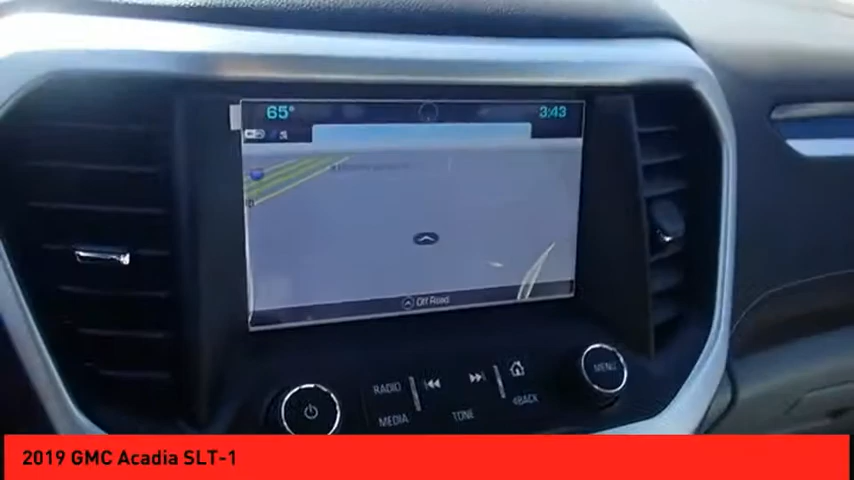 65°
3:43
Off Road
RADIO
MEDIA
TONE
BACK
MENU
2019 GMC Acadia SLT-1